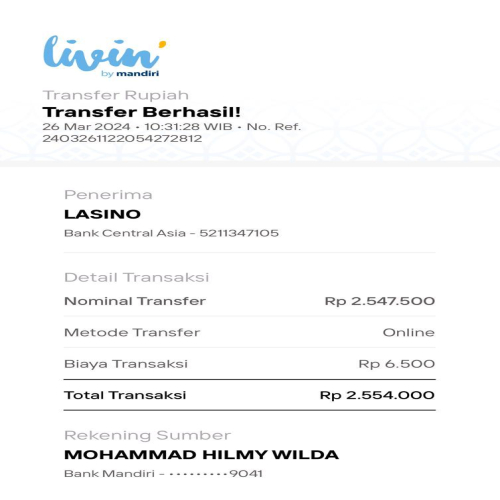 livin'
by mandiri
Transfer Rupiah
Transfer Berhasil!
26 Mar 2024 • 10:31:28 WIB • No. Ref.
2403261122054272812
Penerima
LASINO
Bank Central Asia - 5211347105
Detail Transaksi
Nominal Transfer Rp 2.547.500
Metode Transfer Online
Biaya Transaksi Rp 6.500
Total Transaksi Rp 2.554.000
Rekening Sumber
MOHAMMAD HILMY WILDA
Bank Mandiri - •••••••••9041